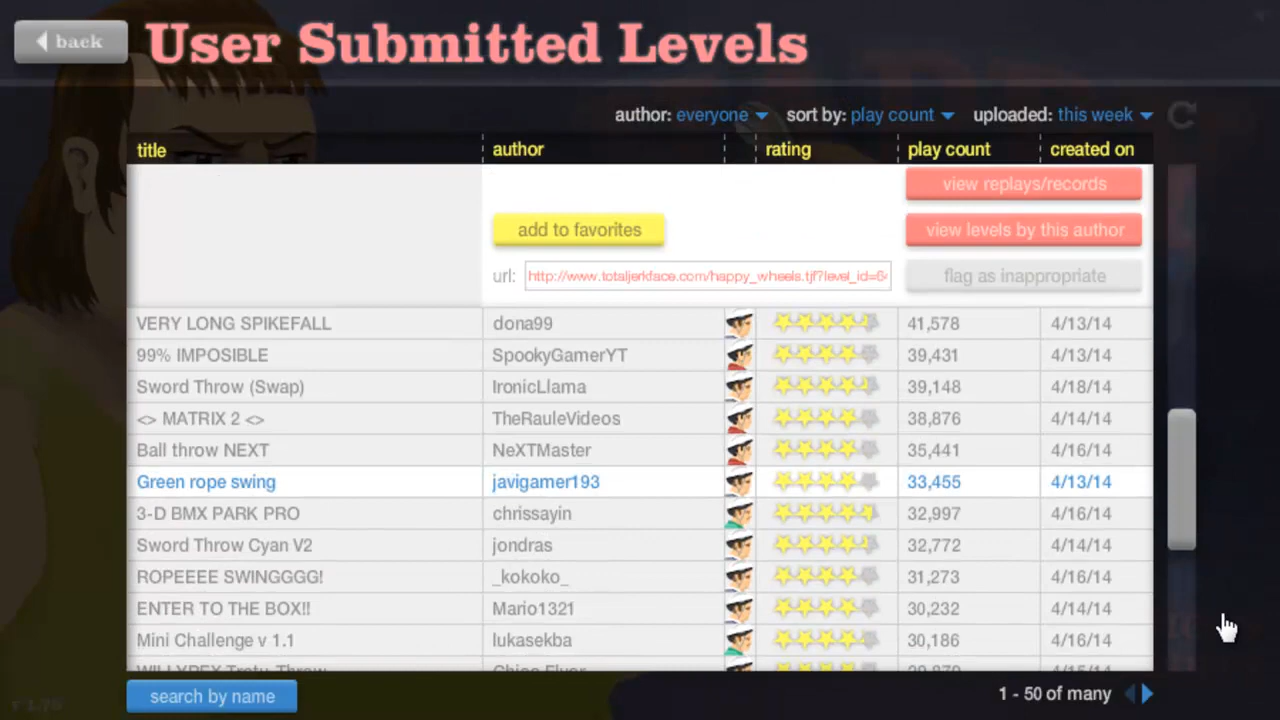 back
User Submitted Levels
author: everyone sort by: play count uploaded: this week
title author rating play count created on
view replays/records
add to favorites view levels by this author
url: http://www.totaljerkface.com/happy_wheels.tjf?level_id=6 flag as inappropriate
VERY LONG SPIKEFALL dona99 41,578 4/13/14
99% IMPOSIBLE SpookyGamerYT 39,431 4/13/14
Sword Throw (Swap) IronicLlama 39,148 4/18/14
<> MATRIX 2 <> TheRauleVideos 38,876 4/14/14
Ball throw NEXT NeXTMaster 35,441 4/16/14
Green rope swing javigamer193 33,455 4/13/14
3-D BMX PARK PRO chrissayin 32,997 4/16/14
Sword Throw Cyan V2 jondras 32,772 4/14/14
ROPEEEE SWINGGGG! _kokoko_ 31,273 4/16/14
ENTER TO THE BOX!! Mario1321 30,232 4/14/14
Mini Challenge v 1.1 lukasekba 30,186 4/16/14
search by name 1 - 50 of many